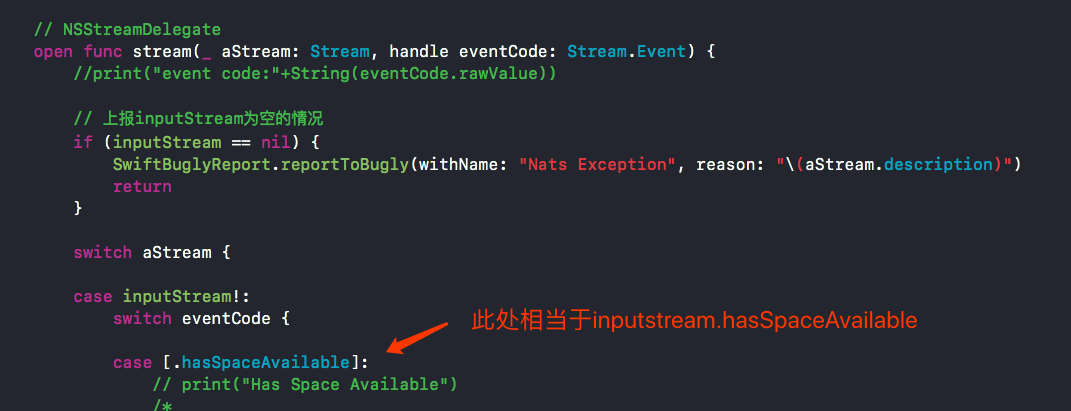 // NSStreamDelegate
open func stream(_ aStream: Stream, handle eventCode: Stream.Event) {
//print("event code:"+String(eventCode.rawValue))
// 上报inputStream为空的情况
if (inputStream == nil) {
SwiftBuglyReport.reportToBugly(withName: "Nats Exception", reason: "\(aStream.description)")
return
}
switch aStream {
case inputStream!:
switch eventCode {
此处相当于inputstream.hasSpaceAvailable
case [.hasSpaceAvailable]:
// print("Has Space Available")
/*